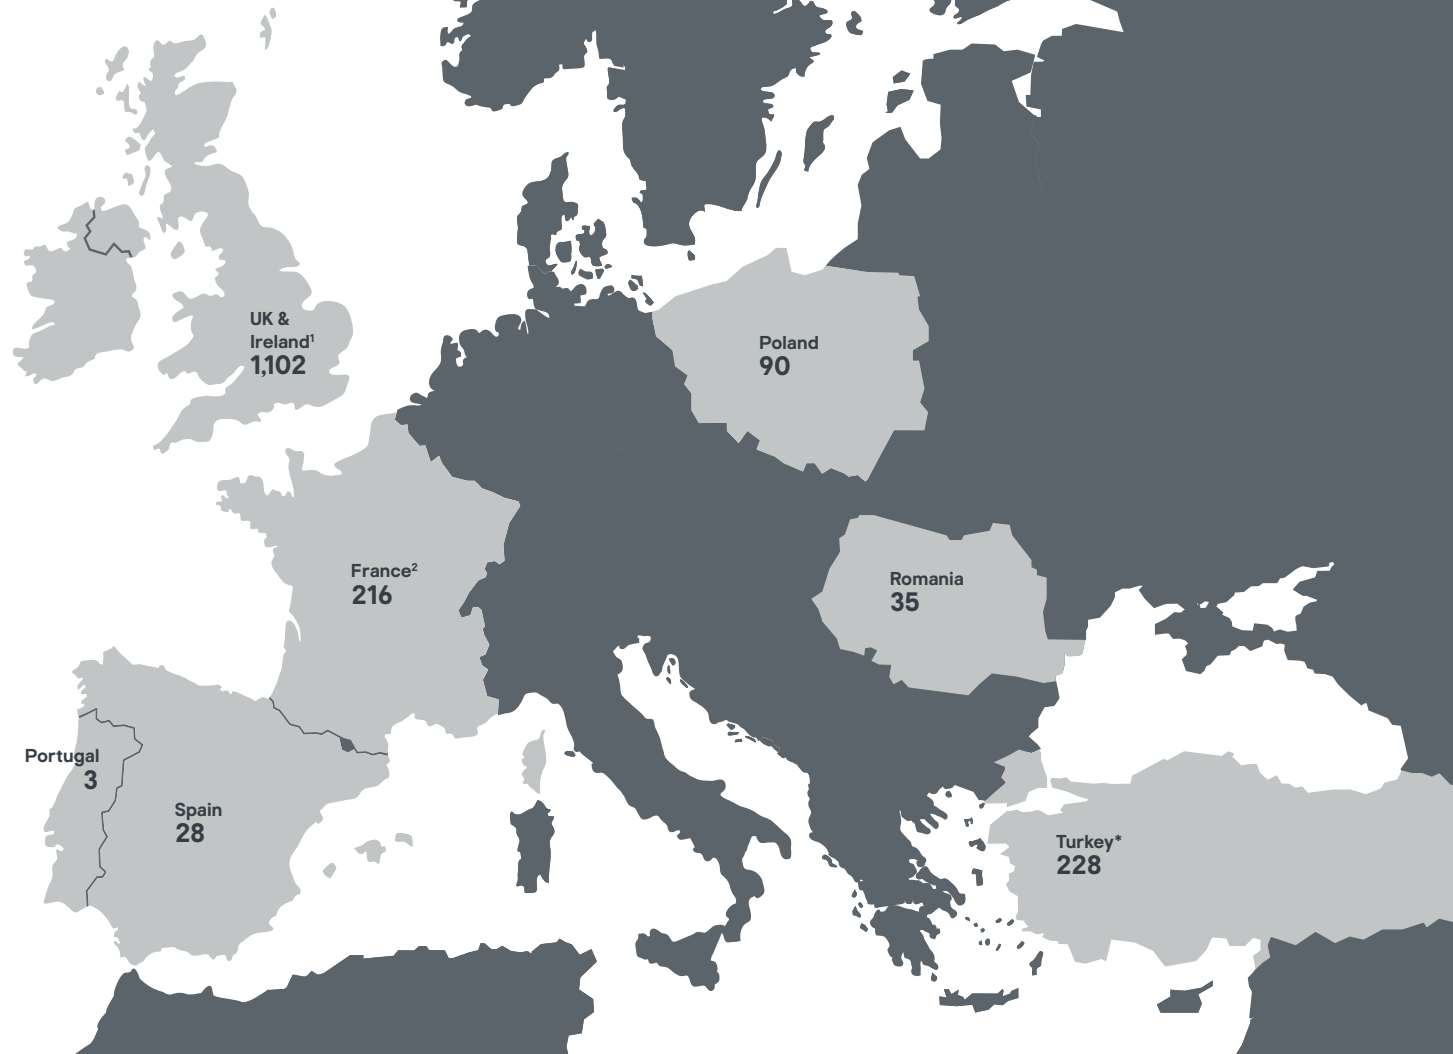 UK &
Ireland¹
1,102
Poland
90
France²
216
Romania
35
Portugal
3
Spain
28
Turkey*
228